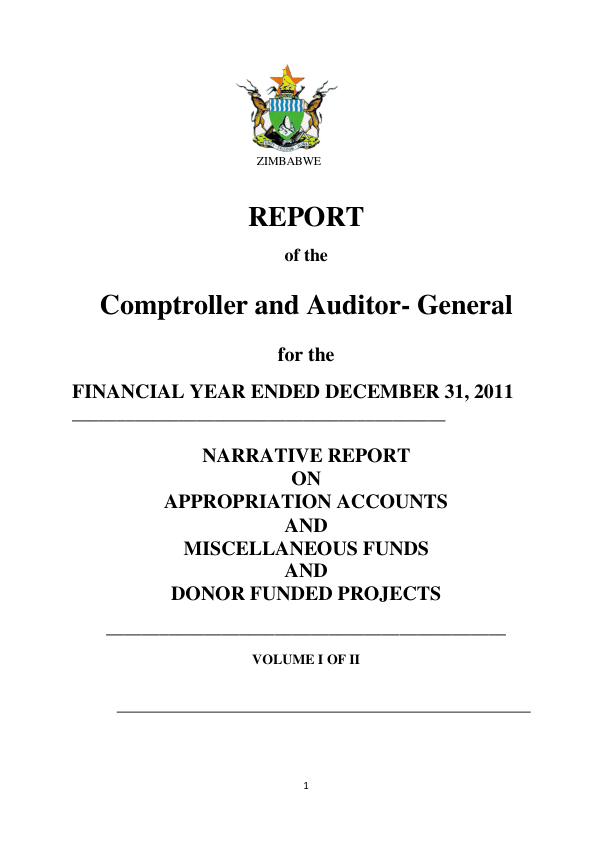 ZIMBABWE
REPORT
of the
Comptroller and Auditor- General
for the
FINANCIAL YEAR ENDED DECEMBER 31, 2011
NARRATIVE REPORT
ON
APPROPRIATION ACCOUNTS
AND
MISCELLANEOUS FUNDS
AND
DONOR FUNDED PROJECTS
VOLUME I OF II
1